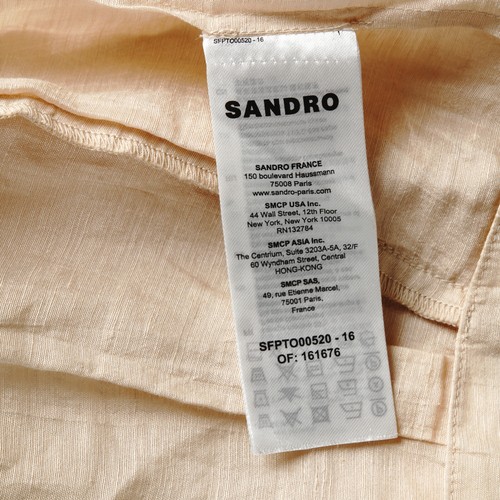 SFPTO00520 - 16
SANDRO
SANDRO FRANCE
150 boulevard Haussmann
75008 Paris
www.sandro-paris.com
SMCP USA Inc.
44 Wall Street, 12th Floor
New York, New York 10005
RN132784
SMCP ASIA Inc.
The Centrium, Suite 3203A-5A, 32/F
60 Wyndham Street, Central
HONG-KONG
SMCP SAS,
49, rue Etienne Marcel,
75001 Paris,
France
SFPTO00520 - 16
OF: 161676